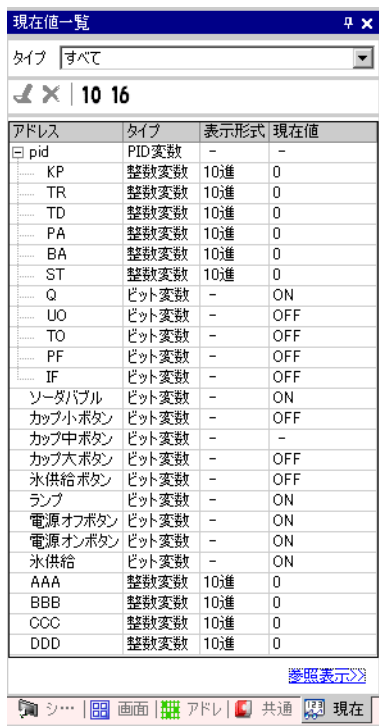 現在値一覧
タイプ すべて
10 16
アドレス タイプ 表示形式 現在値
pid PID変数 - -
KP 整数変数 10進 0
TR 整数変数 10進 0
TD 整数変数 10進 0
PA 整数変数 10進 0
BA 整数変数 10進 0
ST 整数変数 10進 0
Q ビット変数 - ON
UO ビット変数 - OFF
TO ビット変数 - OFF
PF ビット変数 - OFF
IF ビット変数 - OFF
ソーダバブル ビット変数 - ON
カップ小ボタン ビット変数 - OFF
カップ中ボタン ビット変数 - -
カップ大ボタン ビット変数 - OFF
氷供給ボタン ビット変数 - OFF
ランプ ビット変数 - ON
電源オフボタン ビット変数 - ON
電源オンボタン ビット変数 - ON
氷供給 ビット変数 - ON
AAA 整数変数 10進 0
BBB 整数変数 10進 0
CCC 整数変数 10進 0
DDD 整数変数 10進 0
参照表示>>
シ… 画面 アドレ 共通 現在